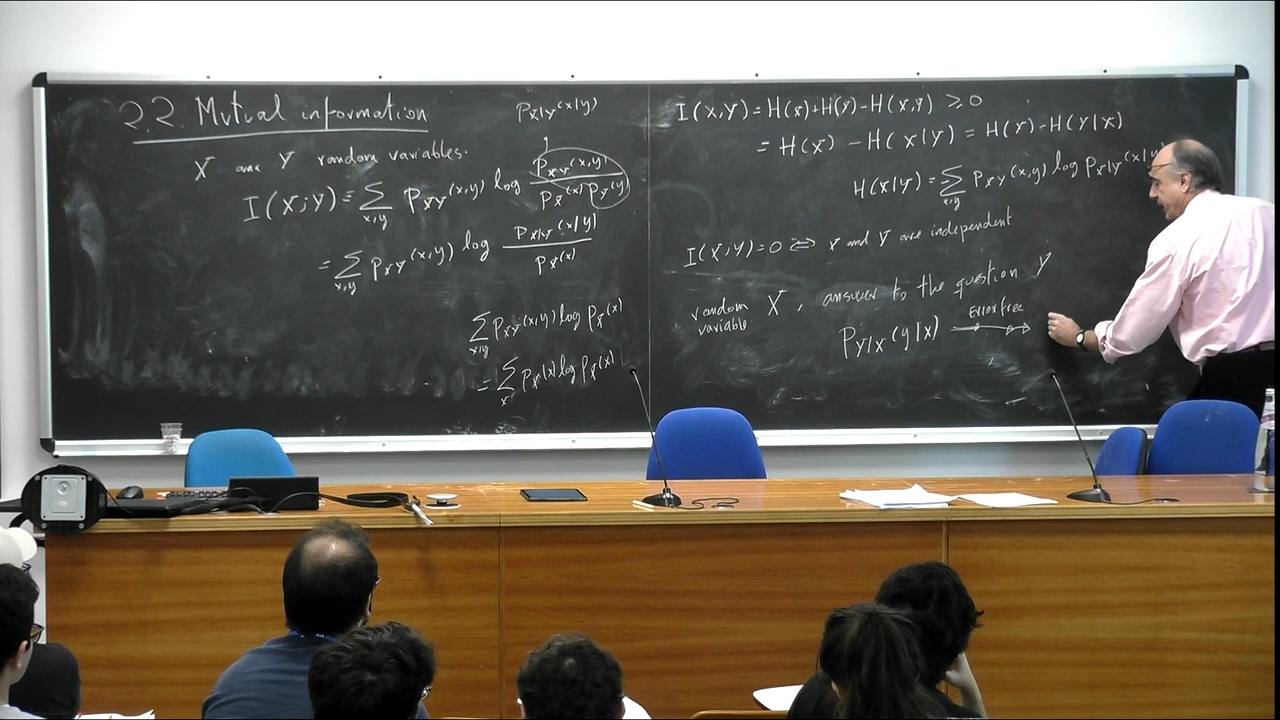 2.2. Mutual information
P_{X|Y}(x|y)
X and Y random variables.
I(X;Y) = ∑_{x,y} P_{XY}(x,y) log P_{XY}(x,y) / P_X(x) P_Y(y)
= ∑_{x,y} P_{XY}(x,y) log P_{X|Y}(x|y) / P_X(x)
∑_{x,y} P_{XY}(x,y) log P_X(x)
= ∑_x P_X(x) log P_X(x)
I(X,Y) = H(X)+H(Y)-H(X,Y) ≥ 0
= H(X) - H(X|Y) = H(Y)-H(Y|X)
H(X|Y) = ∑_{x,y} P_{XY}(x,y) log P_{X|Y}(x|y)
I(X;Y)=0 ⇔ X and Y are independent
random variable X, answer to the question Y
P_{Y|X}(y|x) Error free